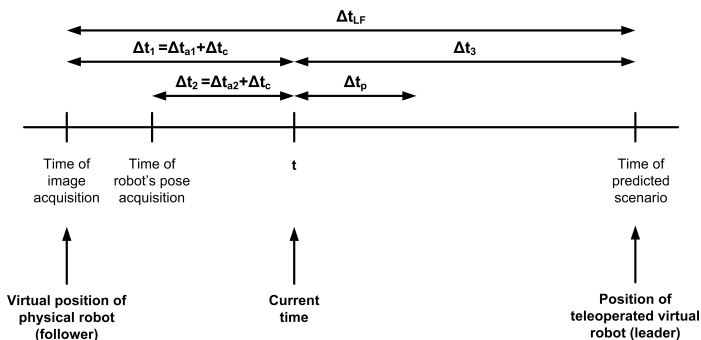 Δt_LF
Δt_1 =Δt_a1+Δt_c
Δt_3
Δt_2 =Δt_a2+Δt_c
Δt_p
Time of
image
acquisition
Time of
robot's pose
acquisition
t
Time of
predicted
scenario
Virtual position of
physical robot
(follower)
Current
time
Position of
teleoperated virtual
robot (leader)